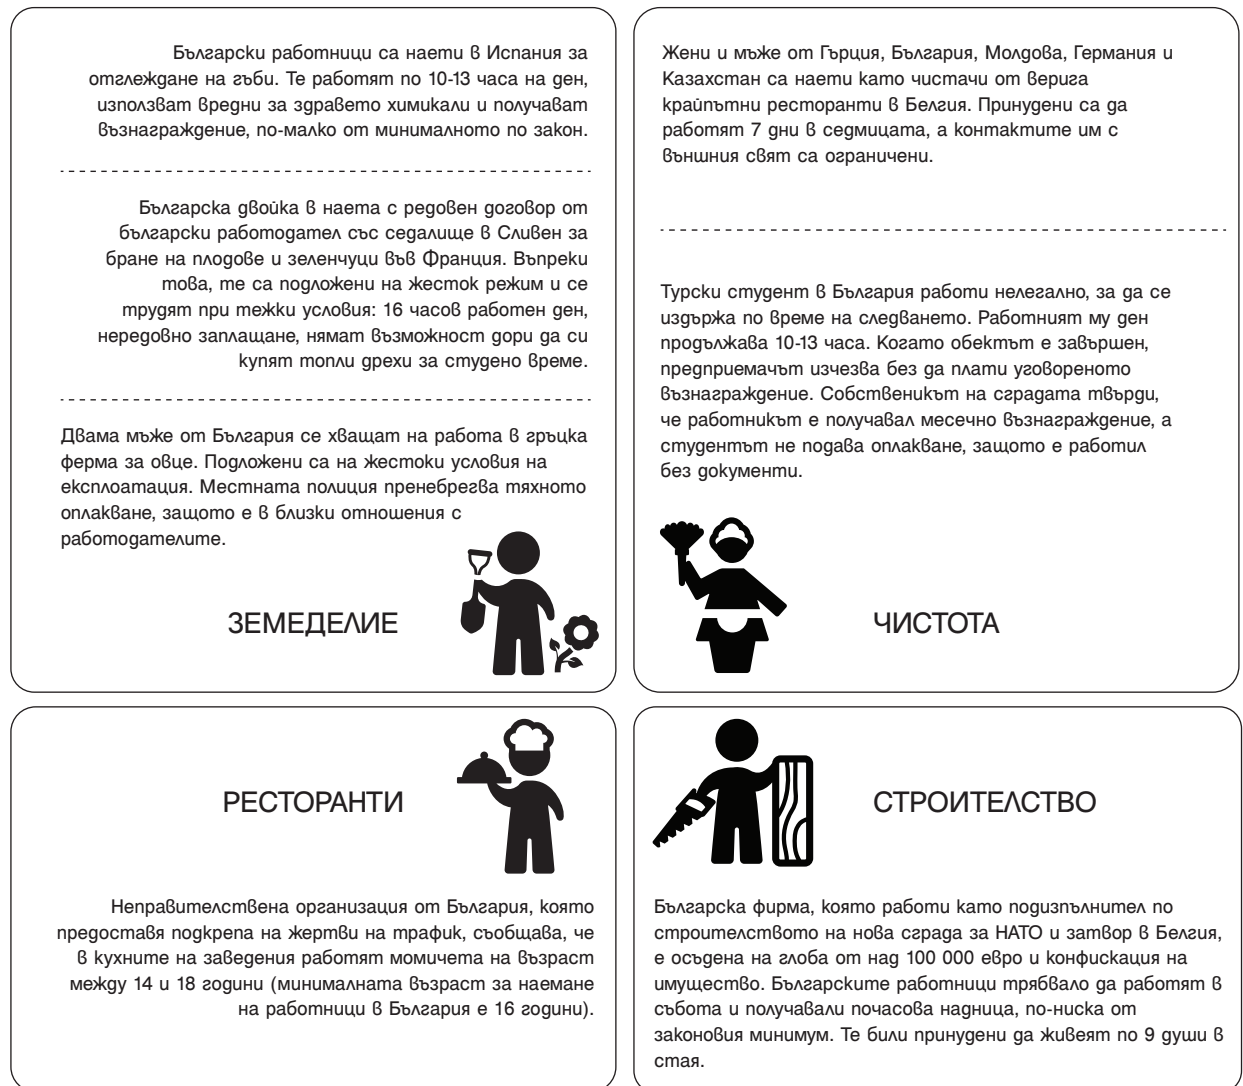 Български работници са наети в Испания за
отглеждане на гъби. Те работят по 10-13 часа на ден,
използват вредни за здравето химикали и получават
възнаграждение, по-малко от минималното по закон.
Българска двойка в наета с редовен договор от
български работодател със седалище в Сливен за
бране на плодове и зеленчуци във Франция. Въпреки
това, те са подложени на жесток режим и се
трудят при тежки условия: 16 часов работен ден,
нередовно заплащане, нямат възможност дори да си
купят топли дрехи за студено време.
Двама мъже от България се хващат на работа в гръцка
ферма за овце. Подложени са на жестоки условия на
експлоатация. Местната полиция пренебрегва тяхното
оплакване, защото е в близки отношения с
работодателите.
ЗЕМЕДЕЛИЕ
Жени и мъже от Гърция, България, Молдова, Германия и
Казахстан са наети като чистачи от верига
крайпътни ресторанти в Белгия. Принудени са да
работят 7 дни в седмицата, а контактите им с
външния свят са ограничени.
Турски студент в България работи нелегално, за да се
издържа по време на следването. Работният му ден
продължава 10-13 часа. Когато обектът е завършен,
предприемачът изчезва без да плати уговореното
възнаграждение. Собственикът на сградата твърди,
че работникът е получавал месечно възнаграждение, а
студентът не подава оплакване, защото е работил
без документи.
ЧИСТОТА
РЕСТОРАНТИ
Неправителствена организация от България, която
предоставя подкрепа на жертви на трафик, съобщава, че
в кухните на заведения работят момичета на възраст
между 14 и 18 години (минималната възраст за наемане
на работници в България е 16 години).
СТРОИТЕЛСТВО
Българска фирма, която работи като подизпълнител по
строителството на нова сграда за НАТО и затвор в Белгия,
е осъдена на глоба от над 100 000 евро и конфискация на
имущество. Българските работници трябвало да работят в
събота и получавали почасова надница, по-ниска от
законовия минимум. Те били принудени да живеят по 9 души в
стая.